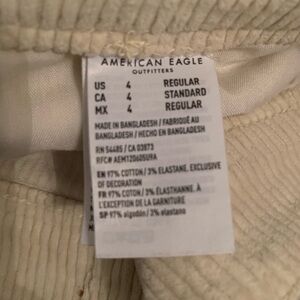 AMERICAN EAGLE
OUTFITTERS
US 4 REGULAR
CA 4 STANDARD
MX 4 REGULAR
MADE IN BANGLADESH / FABRIQUÉ AU
BANGLADESH / HECHO EN BANGLADESH
RN 54485 / CA 03873
RFC# AEMT120605URA
EN 97% COTTON / 3% ELASTANE. EXCLUSIVE
OF DECORATION
FR 97% COTON / 3% ÉLASTHANNE. À
L'EXCEPTION DE LA GARNITURE
SP 97% algodón / 3% elastano